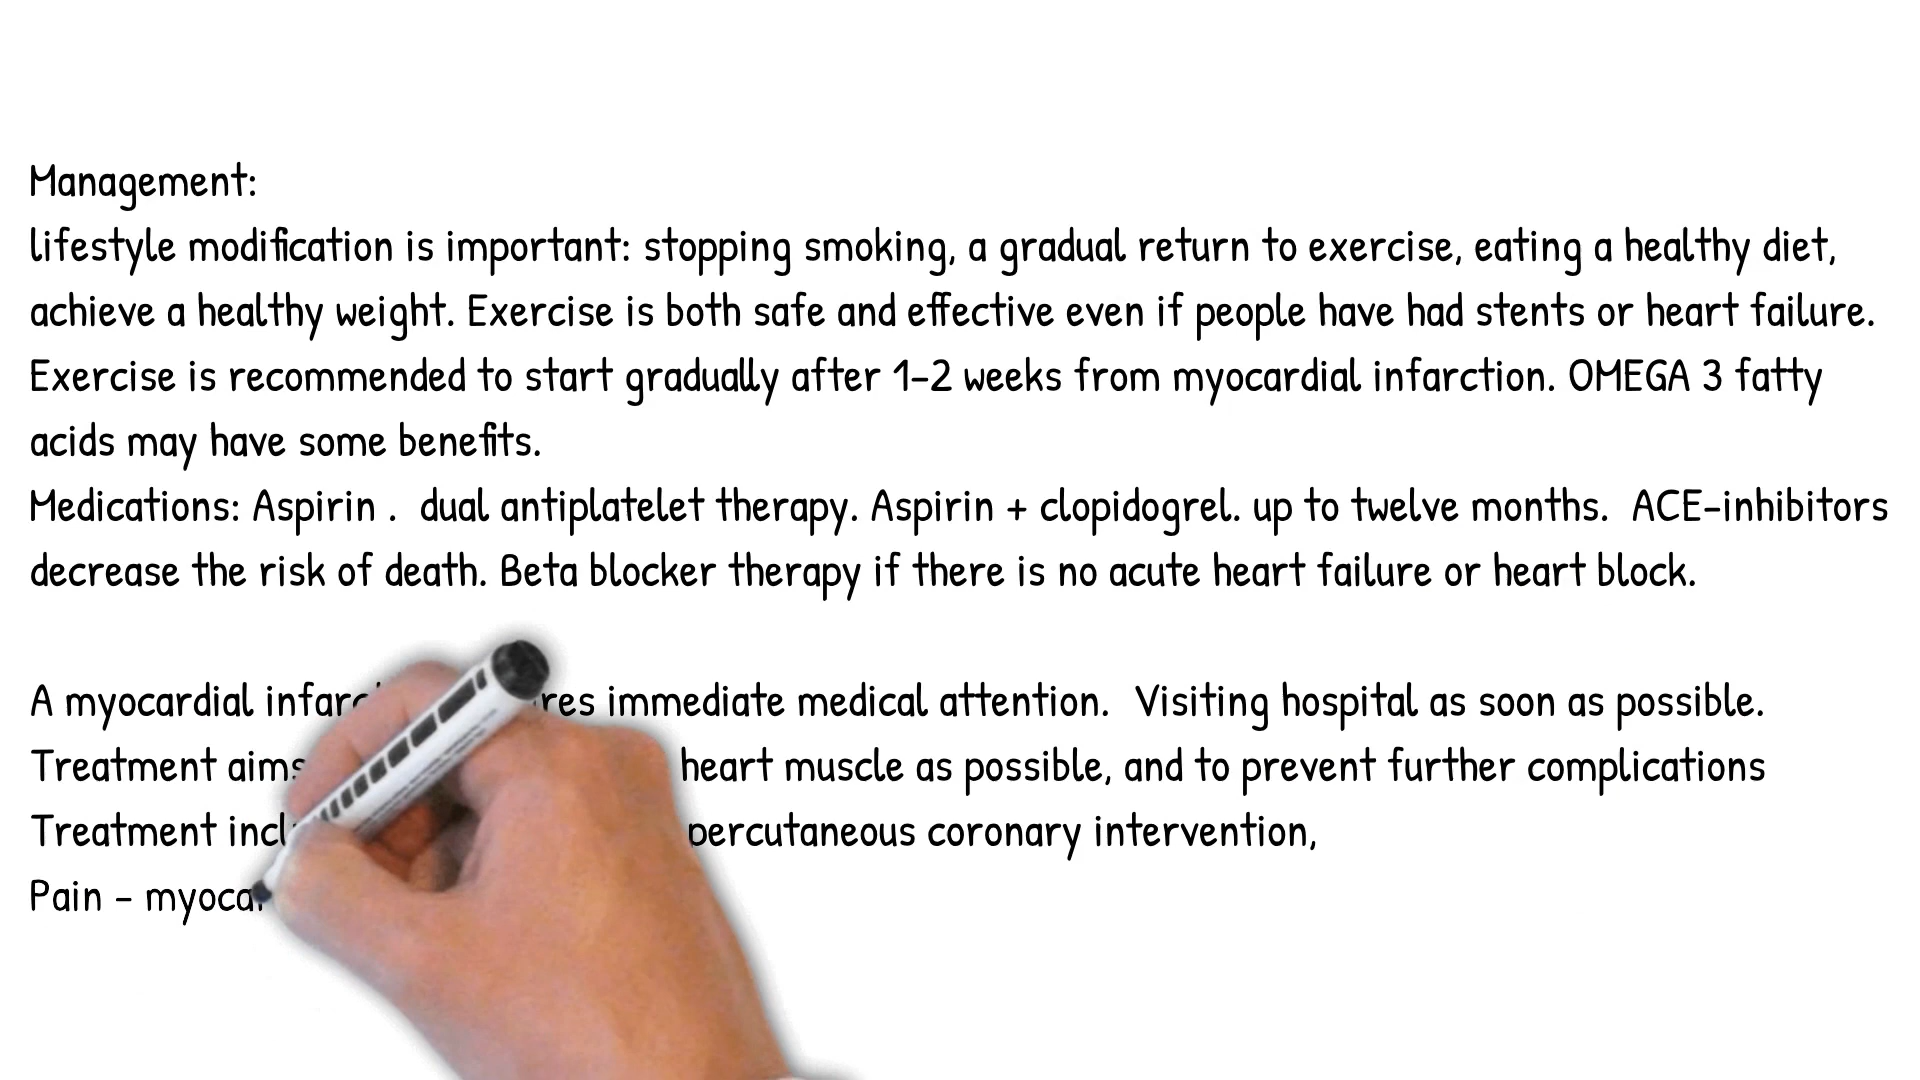 Management:
lifestyle modification is important: stopping smoking, a gradual return to exercise, eating a healthy diet,
achieve a healthy weight. Exercise is both safe and effective even if people have had stents or heart failure.
Exercise is recommended to start gradually after 1-2 weeks from myocardial infarction. OMEGA 3 fatty
acids may have some benefits.
Medications: Aspirin .  dual antiplatelet therapy. Aspirin + clopidogrel. up to twelve months.  ACE-inhibitors
decrease the risk of death. Beta blocker therapy if there is no acute heart failure or heart block.
A myocardial immediate medical attention.  Visiting hospital as soon as possible.
Treatment aims heart muscle as possible, and to prevent further complications
Treatment percutaneous coronary intervention,
Pain -